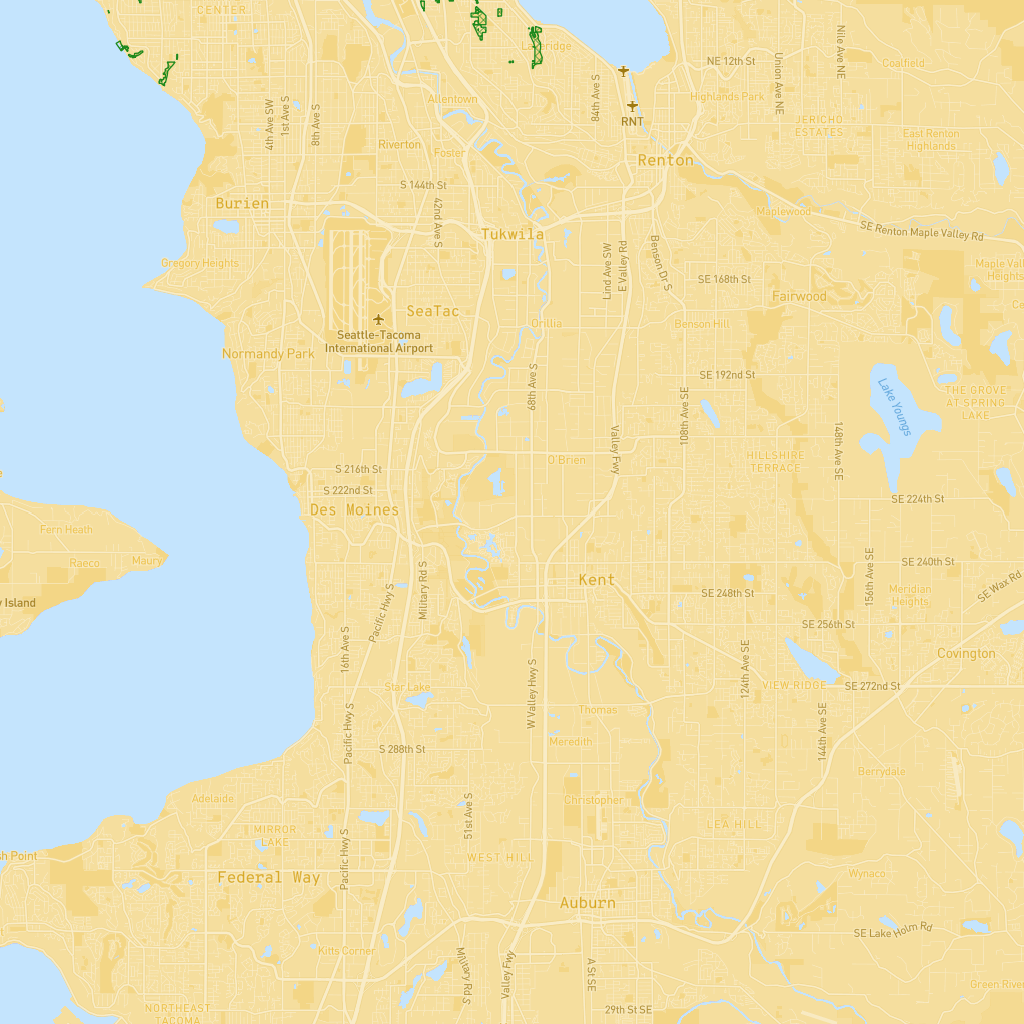 CENTER
Nile Ave NE
Union Ave NE
NE 12th St
Coalfield
84th Ave S
Allentown
Highlands Park
4th Ave SW
1st Ave S
8th Ave S
RNT
JERICHO
ESTATES
East Renton
Highlands
Riverton
Foster
Renton
S 144th St
Burien
42nd Ave S
Maplewood
Tukwila
SE Renton Maple Valley Rd
Gregory Heights
Lind Ave SW
E Valley Rd
Benson Dr S
SE 168th St
Fairwood
SeaTac
Seattle-Tacoma
International Airport
Orillia
Benson Hill
Normandy Park
68th Ave S
SE 192nd St
Lake Youngs
THE GROVE
AT SPRING
LAKE
108th Ave SE
148th Ave SE
Valley Fwy
S 216th St
O'Brien
HILLSHIRE
TERRACE
S 222nd St
SE 224th St
Des Moines
Fern Heath
Raeco
Maury
Island
Military Rd S
Pacific Hwy S
Kent
SE 240th St
156th Ave SE
SE Wax Rd
SE 248th St
Meridian
Heights
SE 256th St
16th Ave S
Covington
124th Ave SE
Star Lake
VIEW RIDGE
SE 272nd St
W Valley Hwy S
Thomas
Pacific Hwy S
S 288th St
Meredith
144th Ave SE
Berrydale
Adelaide
Christopher
51st Ave S
MIRROR
LAKE
LEA HILL
Pacific Hwy S
Point
WEST HILL
Federal Way
Wynaco
Auburn
SE Lake Holm Rd
Kitts Corner
Military Rd S
Valley Fwy
A St SE
Green River
NORTHEAST
TACOMA
29th St SE